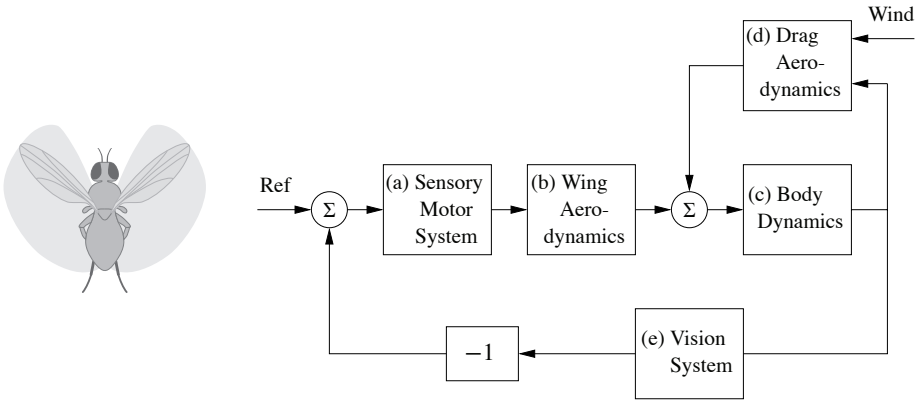 Wind
(d) Drag
Aero-
dynamics
Ref
Σ
(a) Sensory
Motor
System
(b) Wing
Aero-
dynamics
Σ
(c) Body
Dynamics
−1
(e) Vision
System